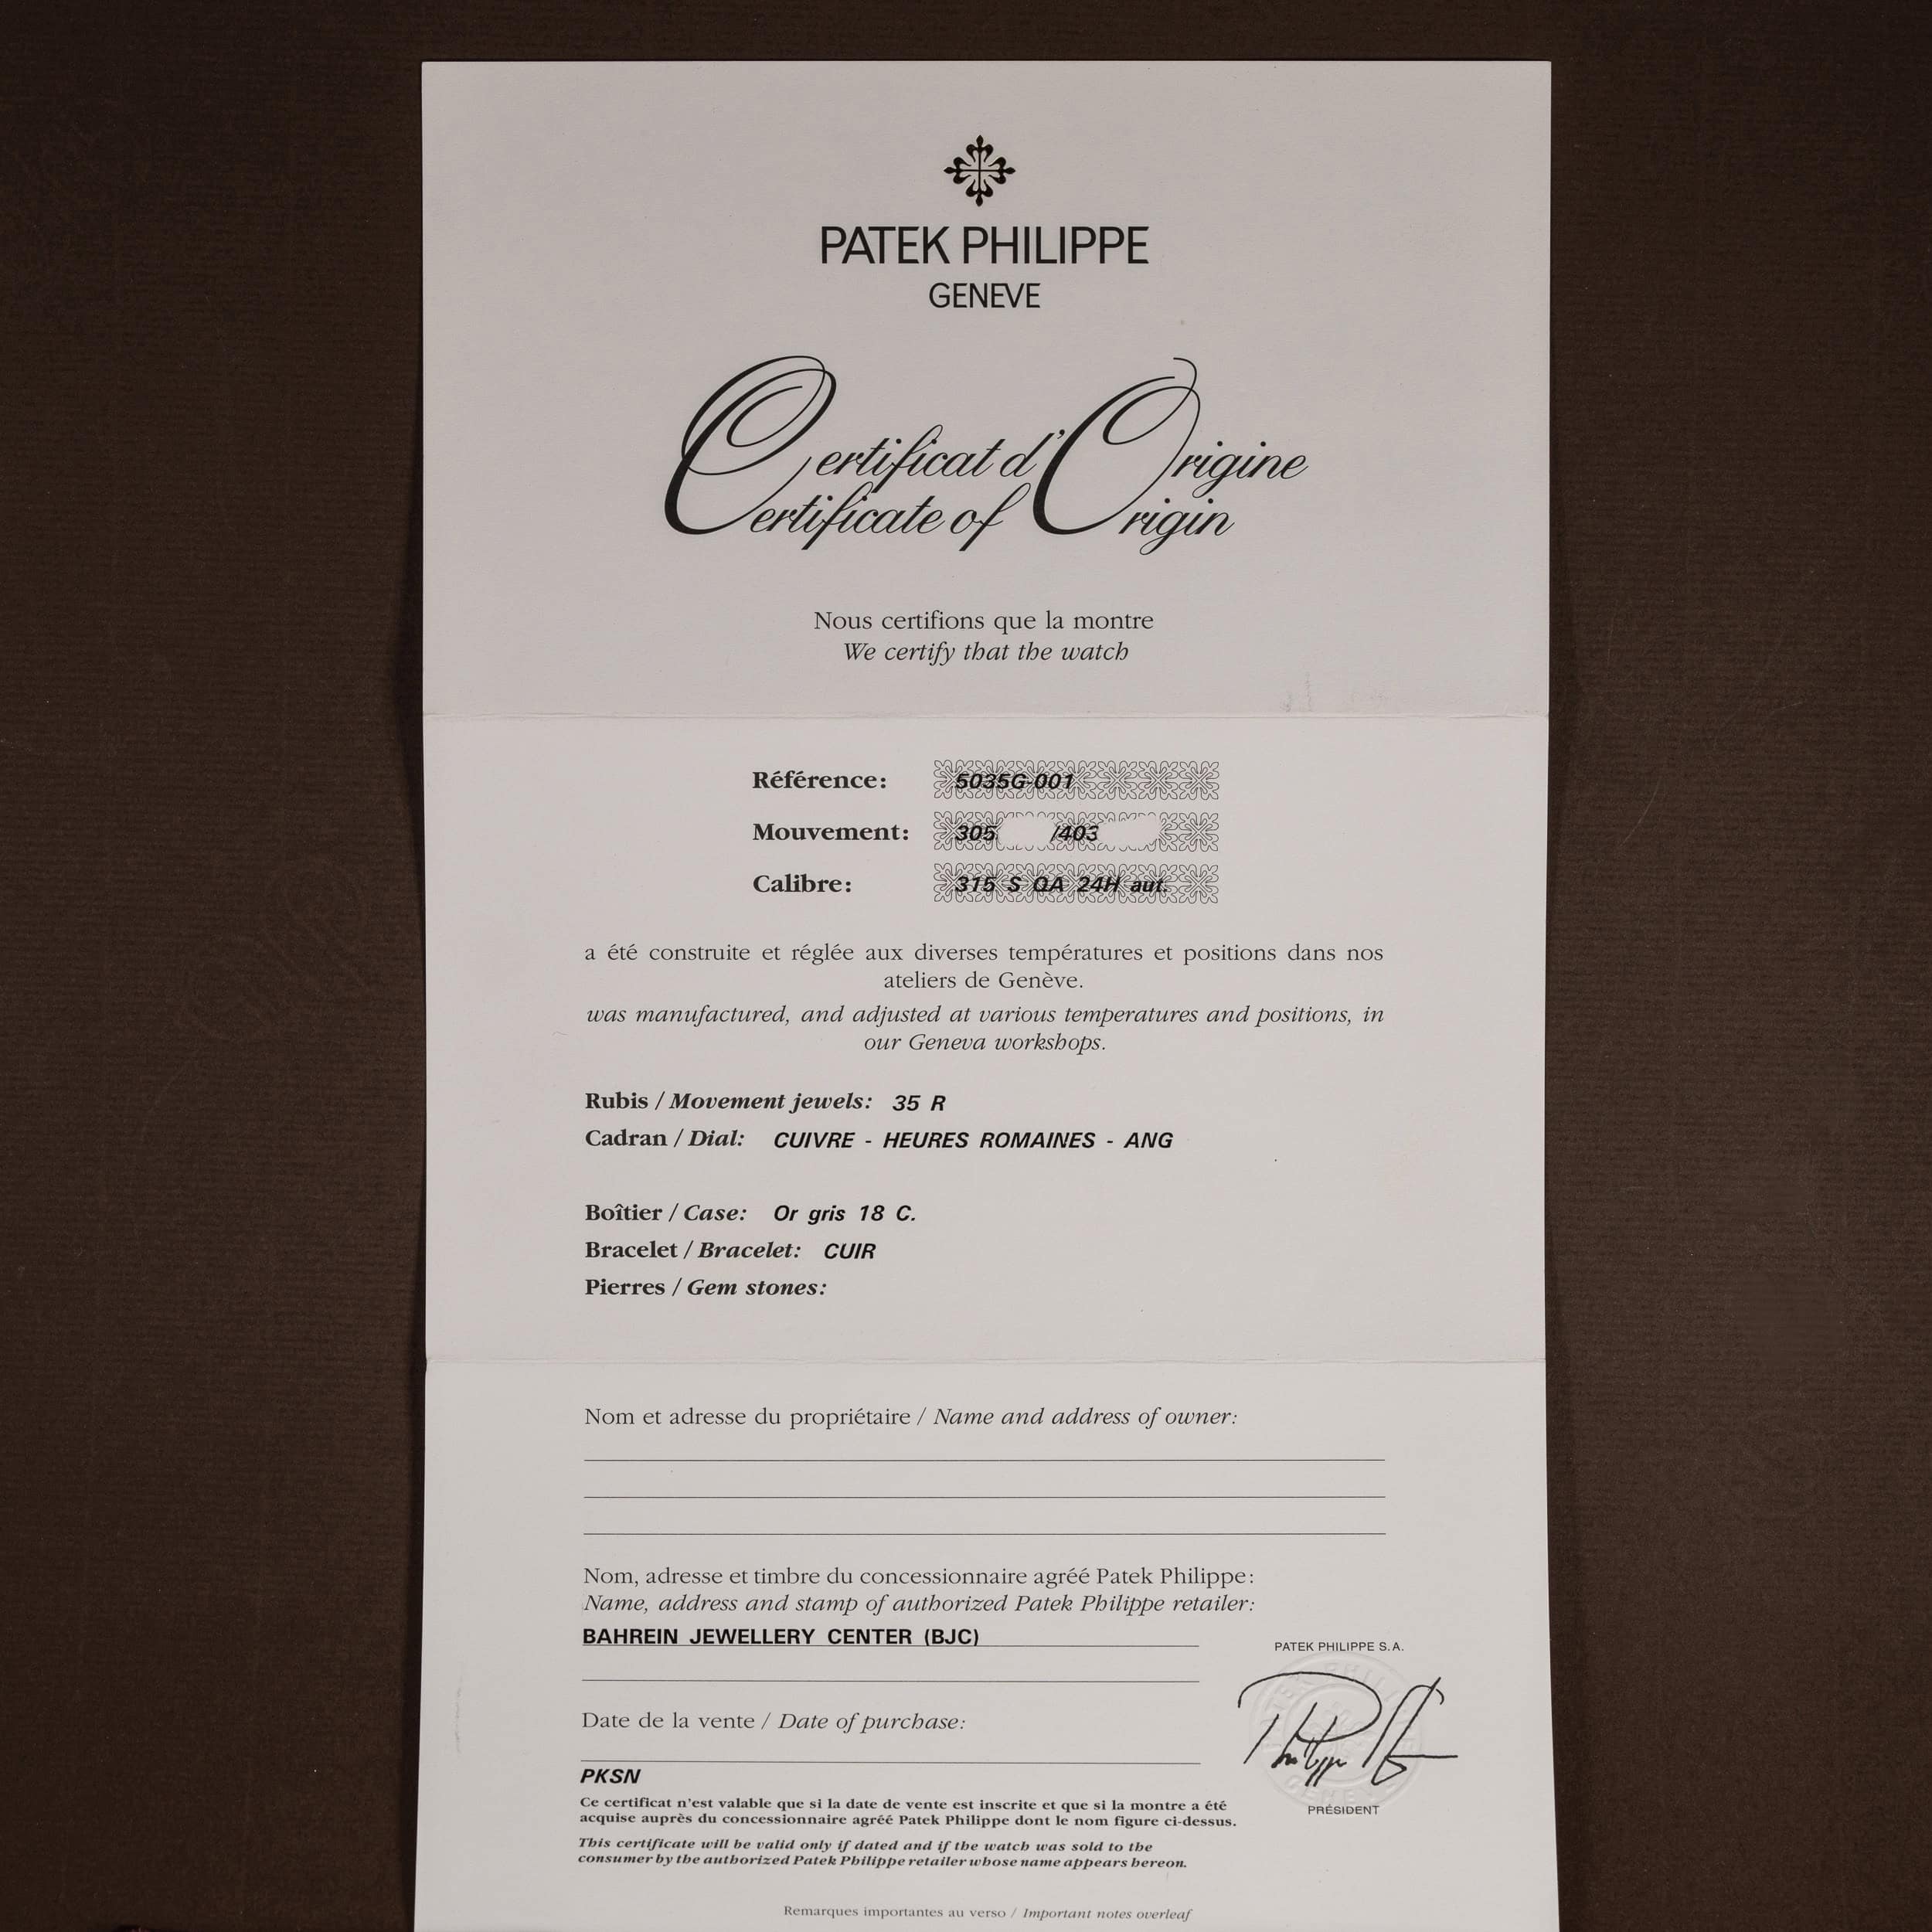 PATEK PHILIPPE
GENEVE
Certificat d'Origine
Certificate of Origin
Nous certifions que la montre
We certify that the watch
Référence: 5035G-001
Mouvement: 305 /403
Calibre: 315 S QA 24H aut.
a été construite et réglée aux diverses températures et positions dans nos
ateliers de Genève.
was manufactured, and adjusted at various temperatures and positions, in
our Geneva workshops.
Rubis / Movement jewels: 35 R
Cadran / Dial: CUIVRE - HEURES ROMAINES - ANG
Boîtier / Case: Or gris 18 C.
Bracelet / Bracelet: CUIR
Pierres / Gem stones:
Nom et adresse du propriétaire / Name and address of owner:
Nom, adresse et timbre du concessionnaire agréé Patek Philippe:
Name, address and stamp of authorized Patek Philippe retailer:
BAHREIN JEWELLERY CENTER (BJC)
PATEK PHILIPPE S.A.
Date de la vente / Date of purchase:
PKSN
PRÉSIDENT
Ce certificat n'est valable que si la date de vente est inscrite et que si la montre a été
acquise auprès du concessionnaire agréé Patek Philippe dont le nom figure ci-dessus.
This certificate will be valid only if dated and if the watch was sold to the
consumer by the authorized Patek Philippe retailer whose name appears hereon.
Remarques importantes au verso / Important notes overleaf